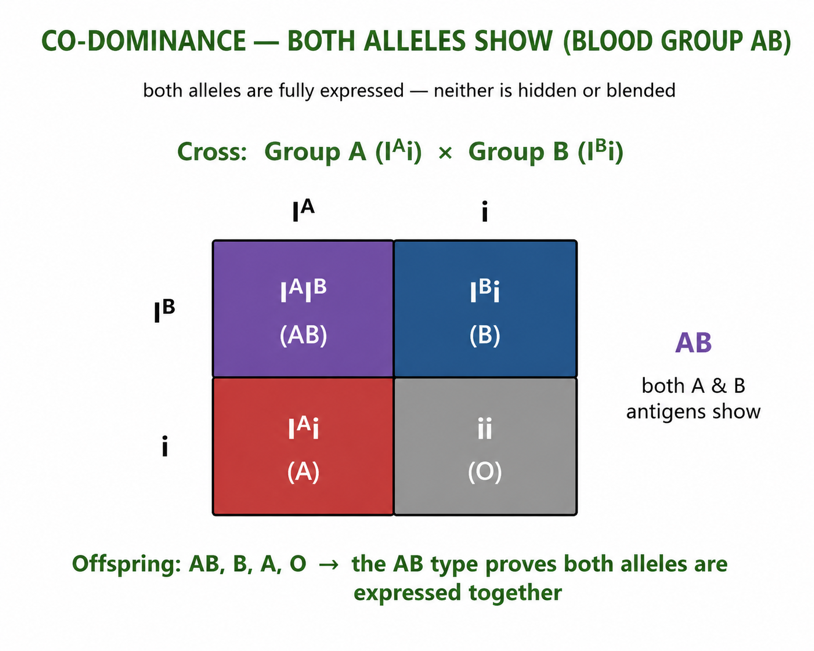 CO-DOMINANCE — BOTH ALLELES SHOW (BLOOD GROUP AB)
both alleles are fully expressed — neither is hidden or blended
Cross: Group A (Iᴬi) × Group B (Iᴮi)
Iᴬ i
Iᴮ IᴬIᴮ Iᴮi
(AB) (B)
AB
both A & B
antigens show
i Iᴬi ii
(A) (O)
Offspring: AB, B, A, O → the AB type proves both alleles are
expressed together